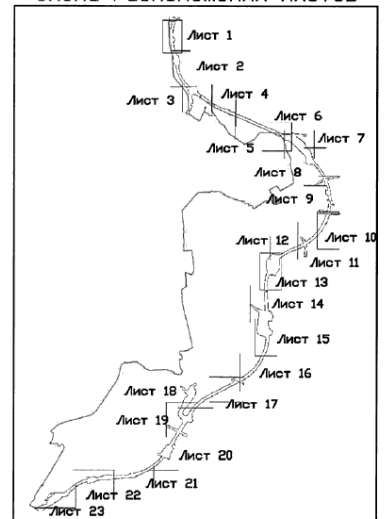 Лист 1
Лист 2
Лист 3
Лист 4
Лист 5
Лист 6
Лист 7
Лист 8
Лист 9
Лист 10
Лист 11
Лист 12
Лист 13
Лист 14
Лист 15
Лист 16
Лист 17
Лист 18
Лист 19
Лист 20
Лист 21
Лист 22
Лист 23